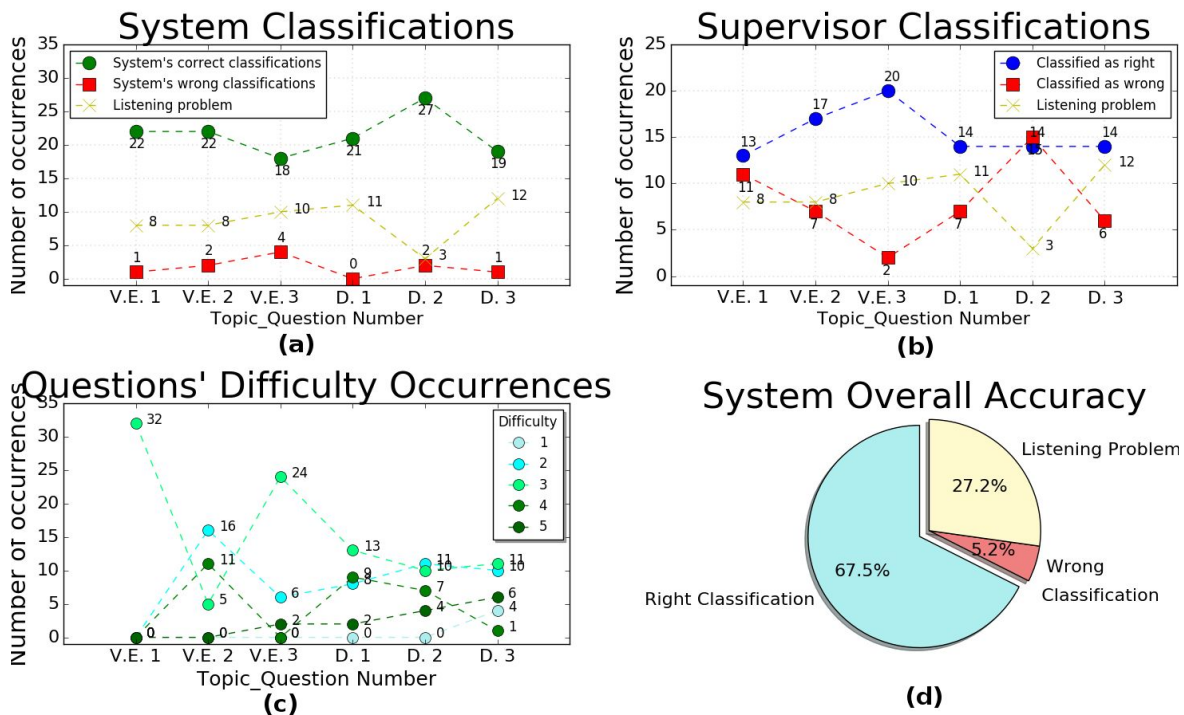 System Classifications
Number of occurrences
35
30
25
20
15
10
5
0
System's correct classifications
System's wrong classifications
Listening problem
22
22
18
21
27
19
8
8
10
11
3
12
1
2
4
0
2
1
V.E. 1
V.E. 2
V.E. 3
D. 1
D. 2
D. 3
Topic_Question Number
(a)
Supervisor Classifications
Number of occurrences
25
20
15
10
5
0
Classified as right
Classified as wrong
Listening problem
13
17
20
14
14
14
11
7
2
7
15
6
8
8
10
11
3
12
V.E. 1
V.E. 2
V.E. 3
D. 1
D. 2
D. 3
Topic_Question Number
(b)
Questions' Difficulty Occurrences
Number of occurrences
35
30
25
20
15
10
5
0
Difficulty
1
2
3
4
5
32
0
0
16
11
5
0
24
6
2
0
0
13
9
8
2
0
11
10
7
4
0
11
10
6
4
1
V.E. 1
V.E. 2
V.E. 3
D. 1
D. 2
D. 3
Topic_Question Number
(c)
System Overall Accuracy
Listening Problem
27.2%
5.2%
Wrong
Classification
67.5%
Right Classification
(d)